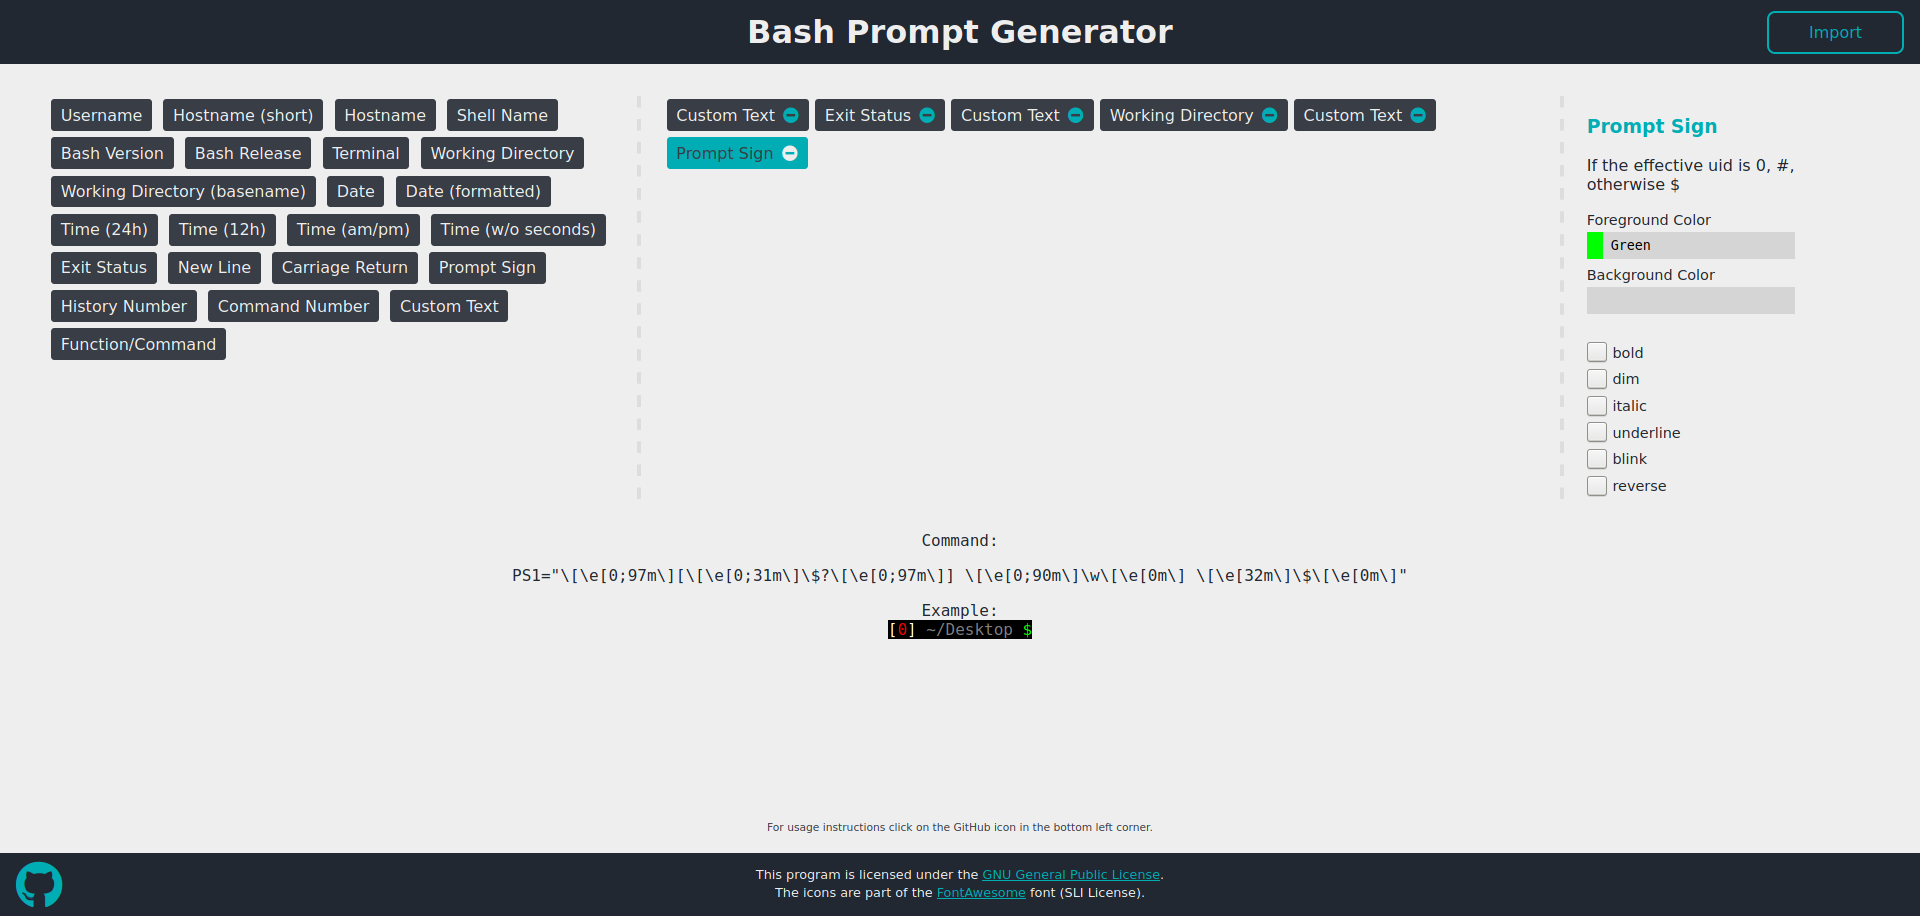 Bash Prompt Generator
Import
Username Hostname (short) Hostname Shell Name
Bash Version Bash Release Terminal Working Directory
Working Directory (basename) Date Date (formatted)
Time (24h) Time (12h) Time (am/pm) Time (w/o seconds)
Exit Status New Line Carriage Return Prompt Sign
History Number Command Number Custom Text
Function/Command
Custom Text Exit Status Custom Text Working Directory Custom Text
Prompt Sign
Prompt Sign
If the effective uid is 0, #,
otherwise $
Foreground Color
Green
Background Color
bold
dim
italic
underline
blink
reverse
Command:
PS1="\[\e[0;97m\][\[\e[0;31m\]\$?\[\e[0;97m\]] \[\e[0;90m\]\w\[\e[0m\] \[\e[32m\]\$\[\e[0m\]"
Example:
[0] ~/Desktop $
For usage instructions click on the GitHub icon in the bottom left corner.
This program is licensed under the GNU General Public License.
The icons are part of the FontAwesome font (SLI License).